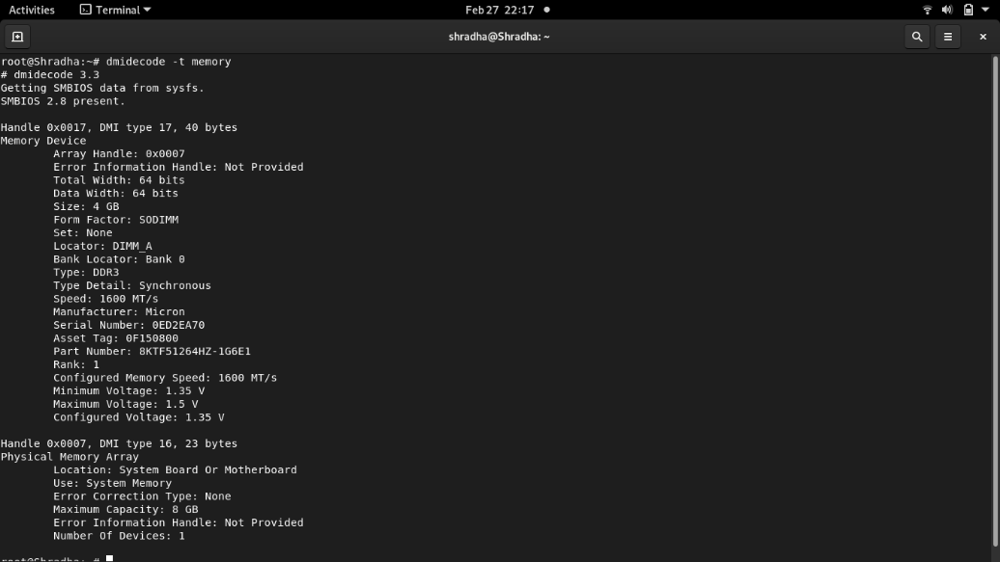 Activities
Terminal
Feb 27 22:17
shradha@Shradha: ~
root@Shradha:~# dmidecode -t memory
# dmidecode 3.3
Getting SMBIOS data from sysfs.
SMBIOS 2.8 present.
Handle 0x0017, DMI type 17, 40 bytes
Memory Device
Array Handle: 0x0007
Error Information Handle: Not Provided
Total Width: 64 bits
Data Width: 64 bits
Size: 4 GB
Form Factor: SODIMM
Set: None
Locator: DIMM_A
Bank Locator: Bank 0
Type: DDR3
Type Detail: Synchronous
Speed: 1600 MT/s
Manufacturer: Micron
Serial Number: 0ED2EA70
Asset Tag: 0F150800
Part Number: 8KTF51264HZ-1G6E1
Rank: 1
Configured Memory Speed: 1600 MT/s
Minimum Voltage: 1.35 V
Maximum Voltage: 1.5 V
Configured Voltage: 1.35 V
Handle 0x0007, DMI type 16, 23 bytes
Physical Memory Array
Location: System Board Or Motherboard
Use: System Memory
Error Correction Type: None
Maximum Capacity: 8 GB
Error Information Handle: Not Provided
Number Of Devices: 1
root@Shradha:~#